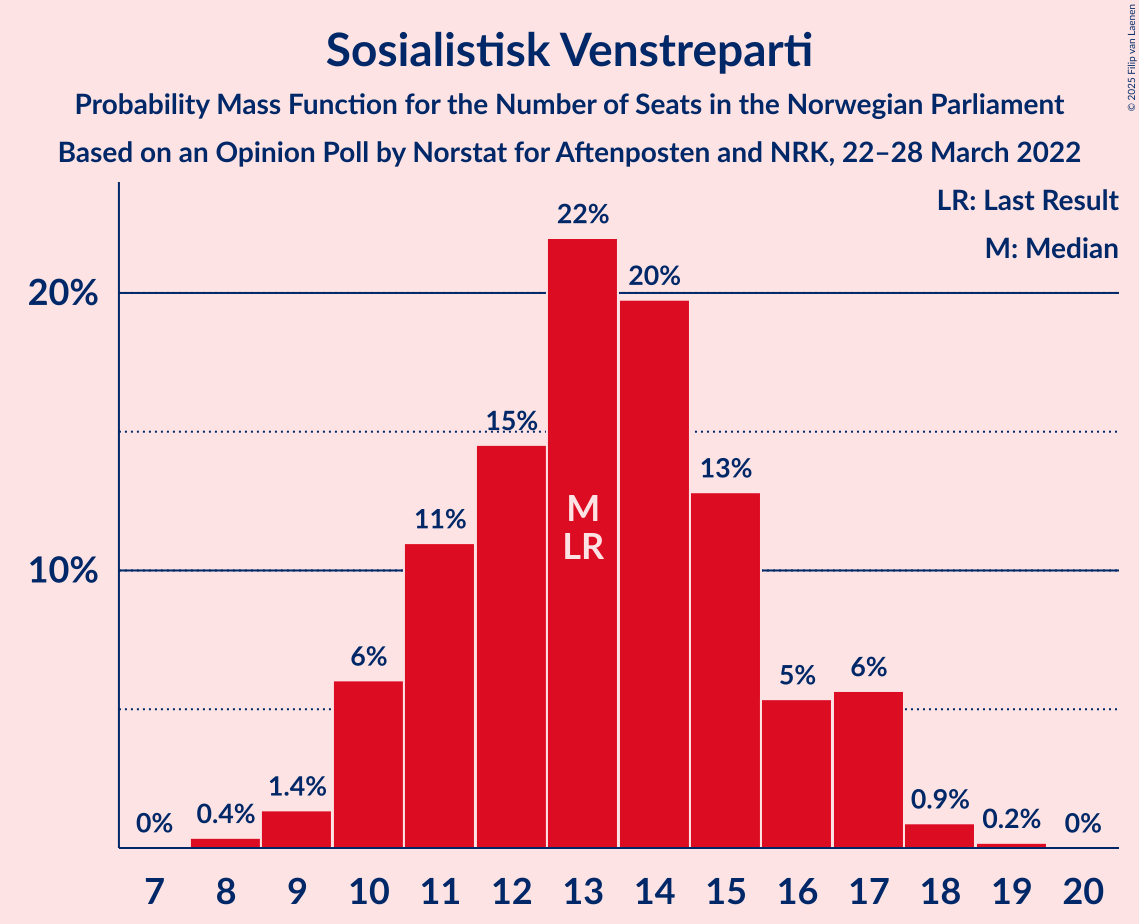 Sosialistisk Venstreparti
Probability Mass Function for the Number of Seats in the Norwegian Parliament
Based on an Opinion Poll by Norstat for Aftenposten and NRK, 22–28 March 2022
© 2025 Filip van Laenen
LR: Last Result
M: Median
20%
10%
0%
0.4%
1.4%
6%
11%
15%
22%
20%
13%
5%
6%
0.9%
0.2%
0%
M
LR
7 8 9 10 11 12 13 14 15 16 17 18 19 20